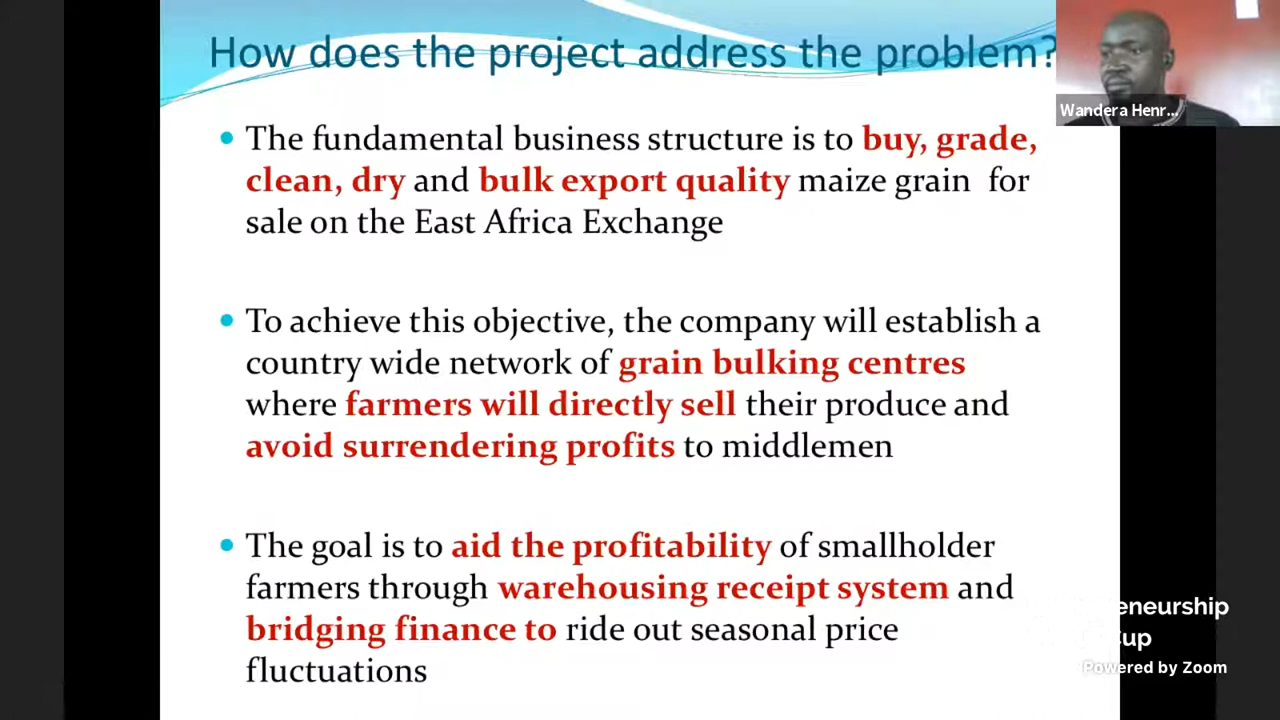 How does the project address the problem?
Wandera Henr...
• The fundamental business structure is to buy, grade,
clean, dry and bulk export quality maize grain for
sale on the East Africa Exchange
• To achieve this objective, the company will establish a
country wide network of grain bulking centres
where farmers will directly sell their produce and
avoid surrendering profits to middlemen
• The goal is to aid the profitability of smallholder
farmers through warehousing receipt system and
bridging finance to ride out seasonal price
fluctuations
Powered by Zoom